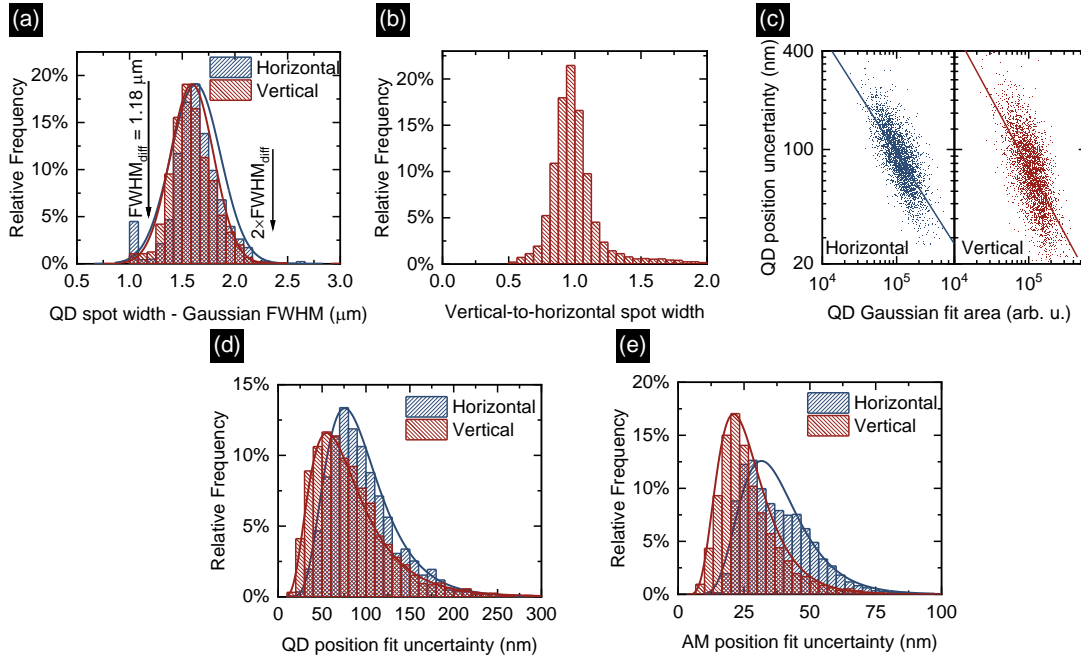 (a)
Relative Frequency
20%
15%
10%
5%
0%
0.5 1.0 1.5 2.0 2.5 3.0
QD spot width - Gaussian FWHM (μm)
FWHM_diff = 1.18 μm
2×FWHM_diff
Horizontal
Vertical
(b)
Relative Frequency
20%
15%
10%
5%
0%
0.0 0.5 1.0 1.5 2.0
Vertical-to-horizontal spot width
(c)
QD position uncertainty (nm)
400
100
20
Horizontal
Vertical
10^4 10^5 10^4 10^5
QD Gaussian fit area (arb. u.)
(d)
Relative Frequency
15%
10%
5%
0%
50 100 150 200 250 300
QD position fit uncertainty (nm)
Horizontal
Vertical
(e)
Relative Frequency
20%
15%
10%
5%
0%
0 25 50 75 100
AM position fit uncertainty (nm)
Horizontal
Vertical